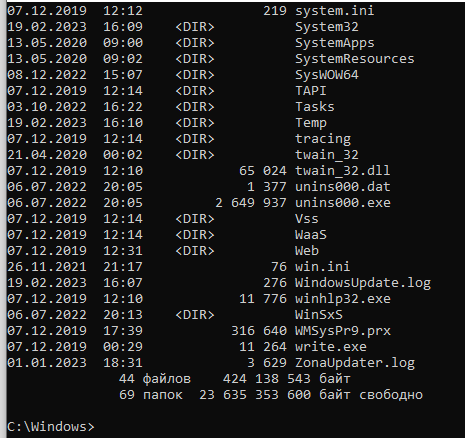 07.12.2019  12:12               219 system.ini
19.02.2023  16:09    <DIR>          System32
13.05.2020  09:00    <DIR>          SystemApps
13.05.2020  09:02    <DIR>          SystemResources
08.12.2022  15:07    <DIR>          SysWOW64
07.12.2019  12:14    <DIR>          TAPI
03.10.2022  16:22    <DIR>          Tasks
19.02.2023  16:10    <DIR>          Temp
07.12.2019  12:14    <DIR>          tracing
21.04.2020  00:02    <DIR>          twain_32
07.12.2019  12:10            65 024 twain_32.dll
06.07.2022  20:05             1 377 unins000.dat
06.07.2022  20:05         2 649 937 unins000.exe
07.12.2019  12:14    <DIR>          Vss
07.12.2019  12:14    <DIR>          WaaS
07.12.2019  12:31    <DIR>          Web
26.11.2021  21:17                76 win.ini
19.02.2023  16:07               276 WindowsUpdate.log
07.12.2019  12:10            11 776 winhlp32.exe
06.07.2022  20:13    <DIR>          WinSxS
07.12.2019  17:39           316 640 WMSysPr9.prx
07.12.2019  00:29            11 264 write.exe
01.01.2023  18:31             3 629 ZonaUpdater.log
              44 файлов    424 138 543 байт
              69 папок  23 635 353 600 байт свободно
C:\Windows>